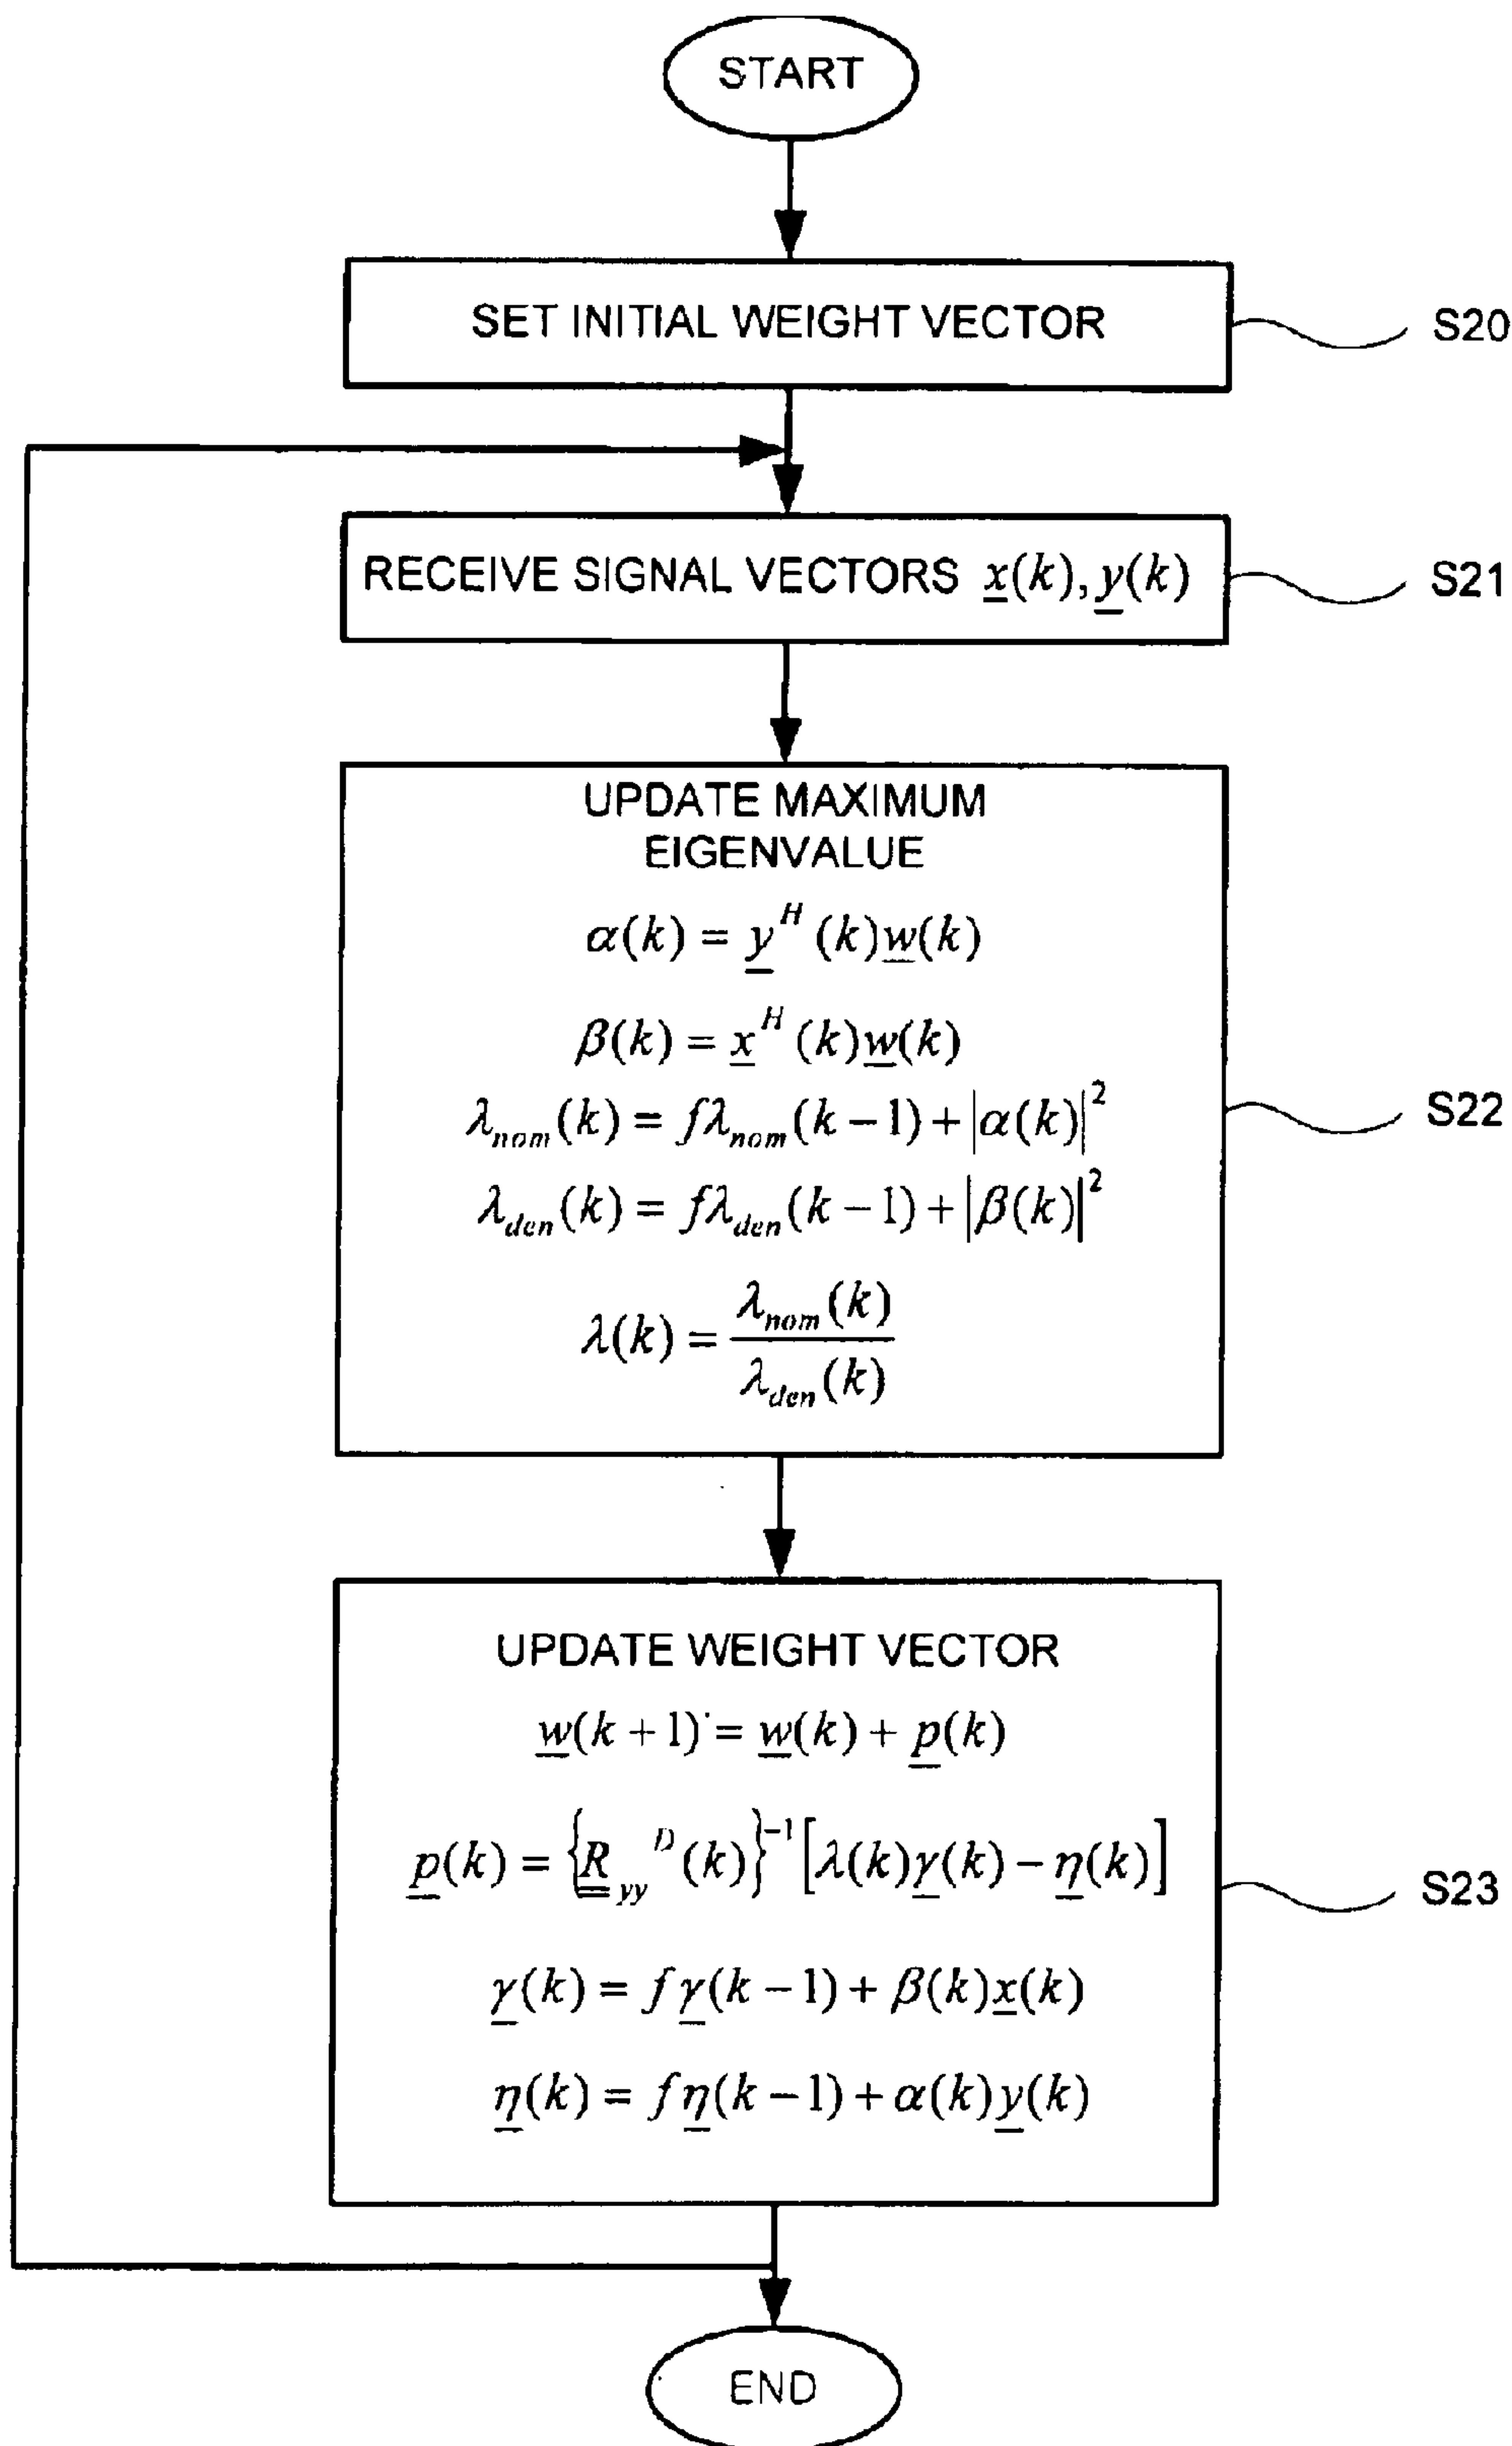 START
SET INITIAL WEIGHT VECTOR
S20
RECEIVE SIGNAL VECTORS x̲(k), y̲(k)
S21
UPDATE MAXIMUM
EIGENVALUE
α(k) = y̲^H (k)w̲(k)
β(k) = x̲^H (k)w̲(k)
λ_nom(k) = fλ_nom(k − 1) + |α(k)|^2
λ_den(k) = fλ_den(k − 1) + |β(k)|^2
λ(k) = λ_nom(k) / λ_den(k)
S22
UPDATE WEIGHT VECTOR
w̲(k + 1) = w̲(k) + p̲(k)
p̲(k) = {R̳_yy^D(k)}^−1 [λ(k)γ̲(k) − η̲(k)]
γ̲(k) = fγ̲(k − 1) + β(k)x̲(k)
η̲(k) = fη̲(k − 1) + α(k)y̲(k)
S23
END